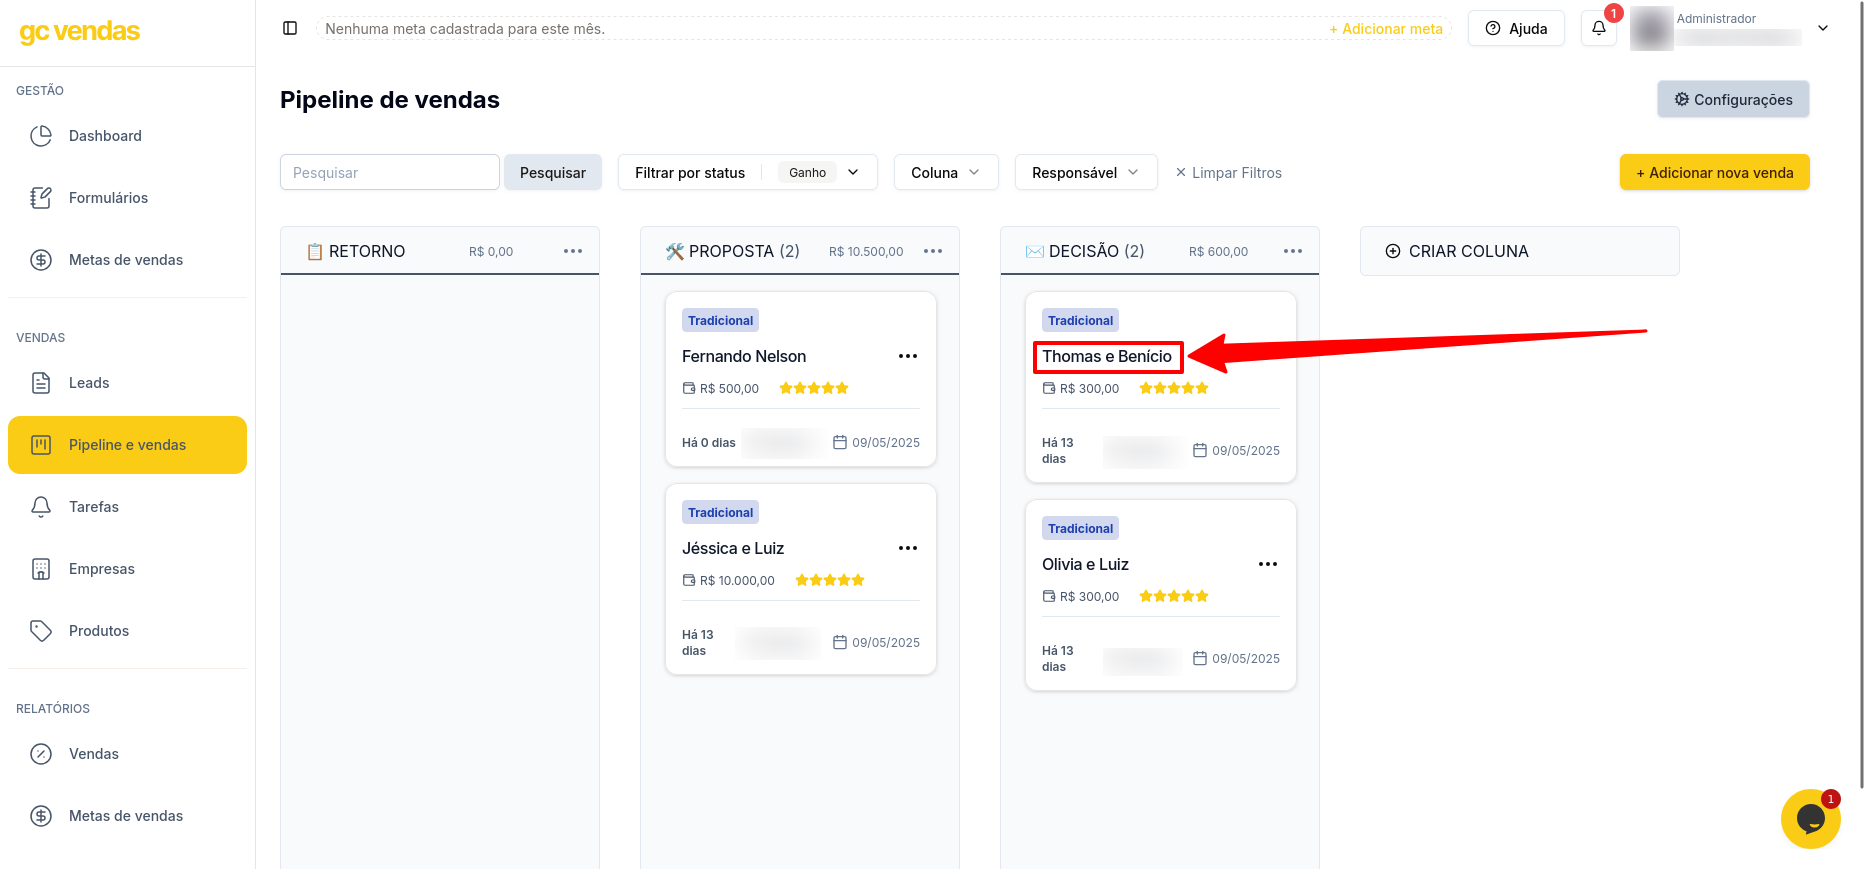 gc vendas
Nenhuma meta cadastrada para este mês.
+ Adicionar meta
Ajuda
1
Administrador
GESTÃO
Dashboard
Formulários
Metas de vendas
VENDAS
Leads
Pipeline e vendas
Tarefas
Empresas
Produtos
RELATÓRIOS
Vendas
Metas de vendas
Pipeline de vendas
Configurações
Pesquisar
Pesquisar
Filtrar por status
Ganho
Coluna
Responsável
× Limpar Filtros
+ Adicionar nova venda
RETORNO
R$ 0,00
PROPOSTA (2)
R$ 10.500,00
Tradicional
Fernando Nelson
R$ 500,00
Há 0 dias
09/05/2025
Tradicional
Jéssica e Luiz
R$ 10.000,00
Há 13
dias
09/05/2025
DECISÃO (2)
R$ 600,00
Tradicional
Thomas e Benício
R$ 300,00
Há 13
dias
09/05/2025
Tradicional
Olivia e Luiz
R$ 300,00
Há 13
dias
09/05/2025
CRIAR COLUNA
1